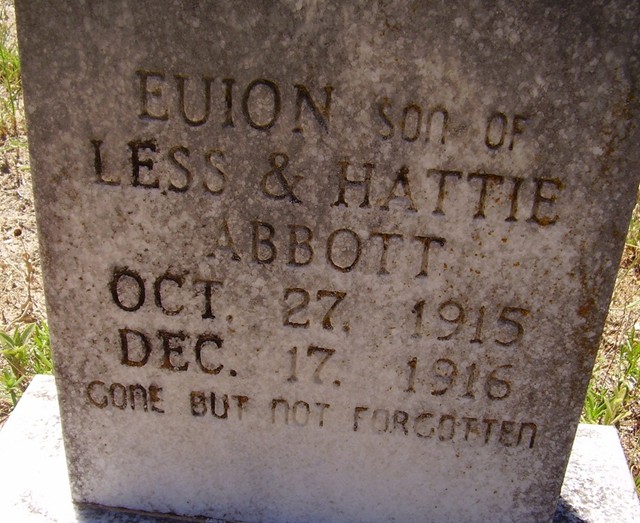 EUION SON OF
LESS & HATTIE
ABBOTT
OCT. 27. 1915
DEC. 17. 1916
GONE BUT NOT FORGOTTEN